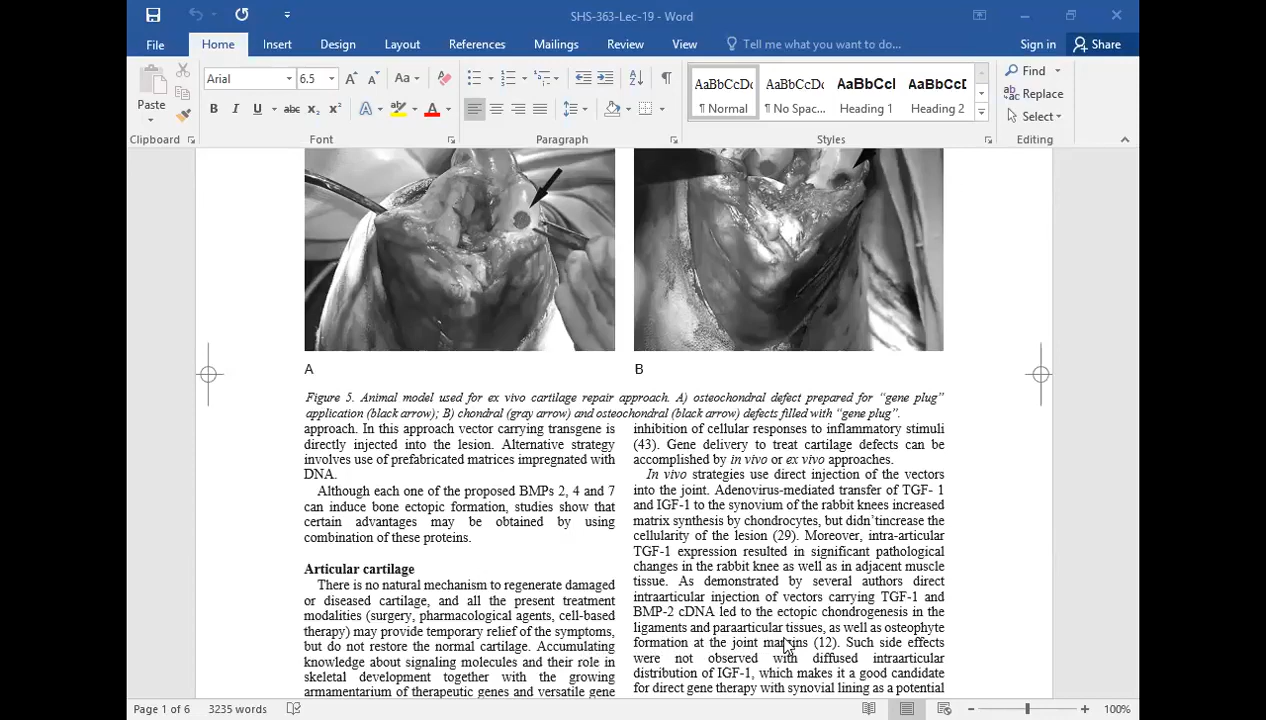 SHS-363-Lec-19 - Word
File Home Insert Design Layout References Mailings Review View Tell me what you want to do... Sign in Share
Paste
Clipboard
Arial 6.5
Font
Paragraph
AaBbCcDc AaBbCcDc AaBbCcI AaBbCcE
¶ Normal ¶ No Spac... Heading 1 Heading 2
Styles
Find
Replace
Select
Editing
A
B
Figure 5. Animal model used for ex vivo cartilage repair approach. A) osteochondral defect prepared for “gene plug”
application (black arrow); B) chondral (gray arrow) and osteochondral (black arrow) defects filled with “gene plug”.
approach. In this approach vector carrying transgene is
directly injected into the lesion. Alternative strategy
involves use of prefabricated matrices impregnated with
DNA.
Although each one of the proposed BMPs 2, 4 and 7
can induce bone ectopic formation, studies show that
certain advantages may be obtained by using
combination of these proteins.
Articular cartilage
There is no natural mechanism to regenerate damaged
or diseased cartilage, and all the present treatment
modalities (surgery, pharmacological agents, cell-based
therapy) may provide temporary relief of the symptoms,
but do not restore the normal cartilage. Accumulating
knowledge about signaling molecules and their role in
skeletal development together with the growing
armamentarium of therapeutic genes and versatile gene
inhibition of cellular responses to inflammatory stimuli
(43). Gene delivery to treat cartilage defects can be
accomplished by in vivo or ex vivo approaches.
In vivo strategies use direct injection of the vectors
into the joint. Adenovirus-mediated transfer of TGF- 1
and IGF-1 to the synovium of the rabbit knees increased
matrix synthesis by chondrocytes, but didn’tincrease the
cellularity of the lesion (29). Moreover, intra-articular
TGF-1 expression resulted in significant pathological
changes in the rabbit knee as well as in adjacent muscle
tissue. As demonstrated by several authors direct
intraarticular injection of vectors carrying TGF-1 and
BMP-2 cDNA led to the ectopic chondrogenesis in the
ligaments and paraarticular tissues, as well as osteophyte
formation at the joint margins (12). Such side effects
were not observed with diffused intraarticular
distribution of IGF-1, which makes it a good candidate
for direct gene therapy with synovial lining as a potential
Page 1 of 6 3235 words 100%